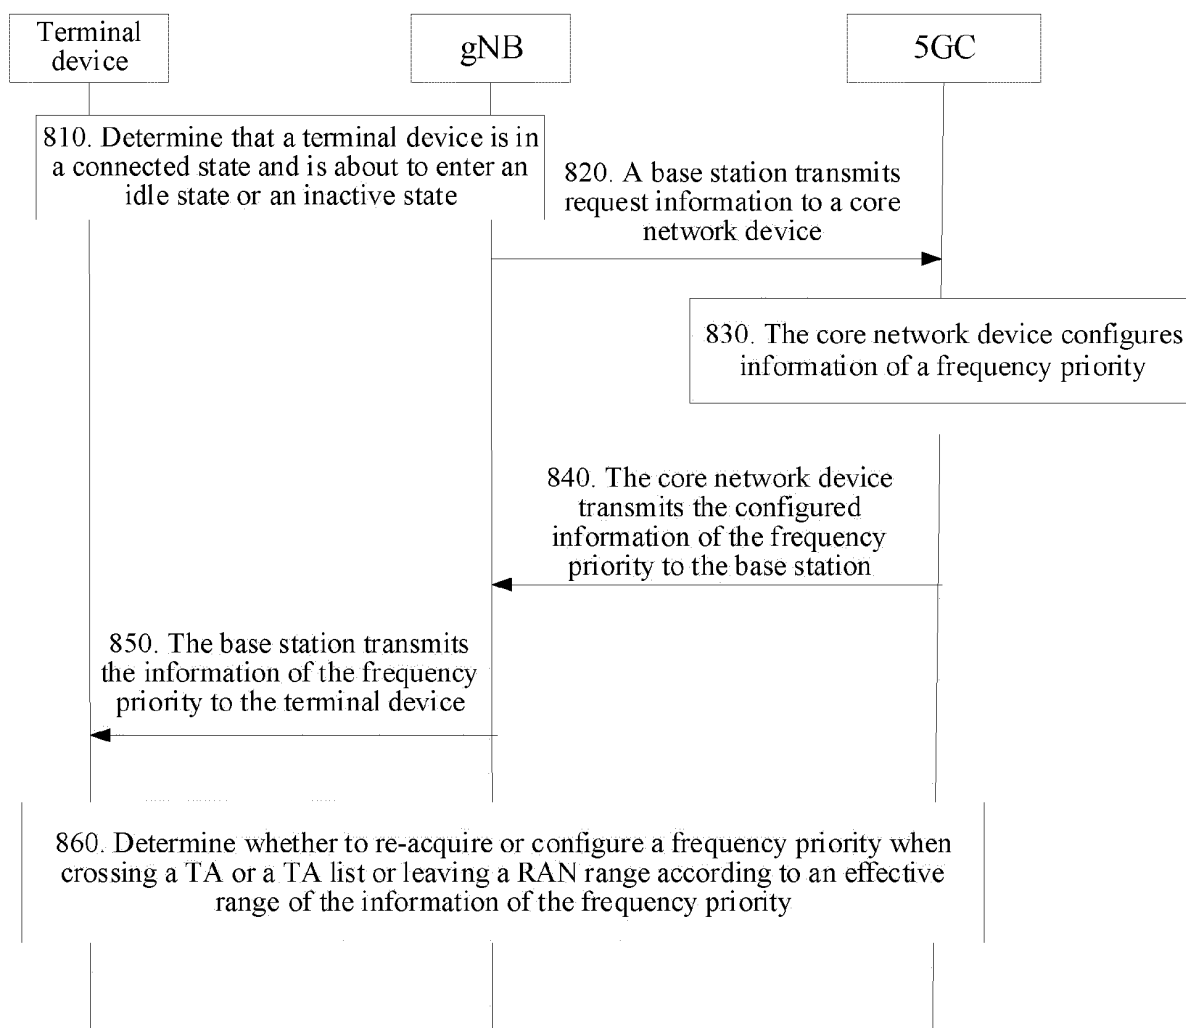 Terminal
device
gNB
5GC
810. Determine that a terminal device is in
a connected state and is about to enter an
idle state or an inactive state
820. A base station transmits
request information to a core
network device
830. The core network device configures
information of a frequency priority
840. The core network device
transmits the configured
information of the frequency
priority to the base station
850. The base station transmits
the information of the frequency
priority to the terminal device
860. Determine whether to re-acquire or configure a frequency priority when
crossing a TA or a TA list or leaving a RAN range according to an effective
range of the information of the frequency priority